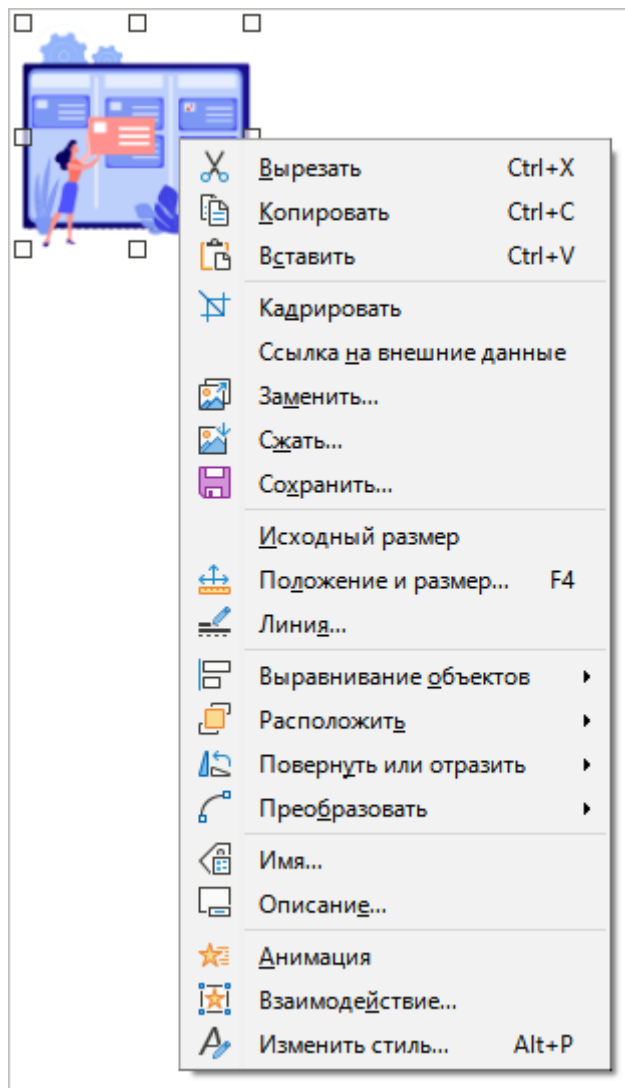 Вырезать Ctrl+X
Копировать Ctrl+C
Вставить Ctrl+V
Кадрировать
Ссылка на внешние данные
Заменить...
Сжать...
Сохранить...
Исходный размер
Положение и размер... F4
Линия...
Выравнивание объектов
Расположить
Повернуть или отразить
Преобразовать
Имя...
Описание...
Анимация
Взаимодействие...
Изменить стиль... Alt+P